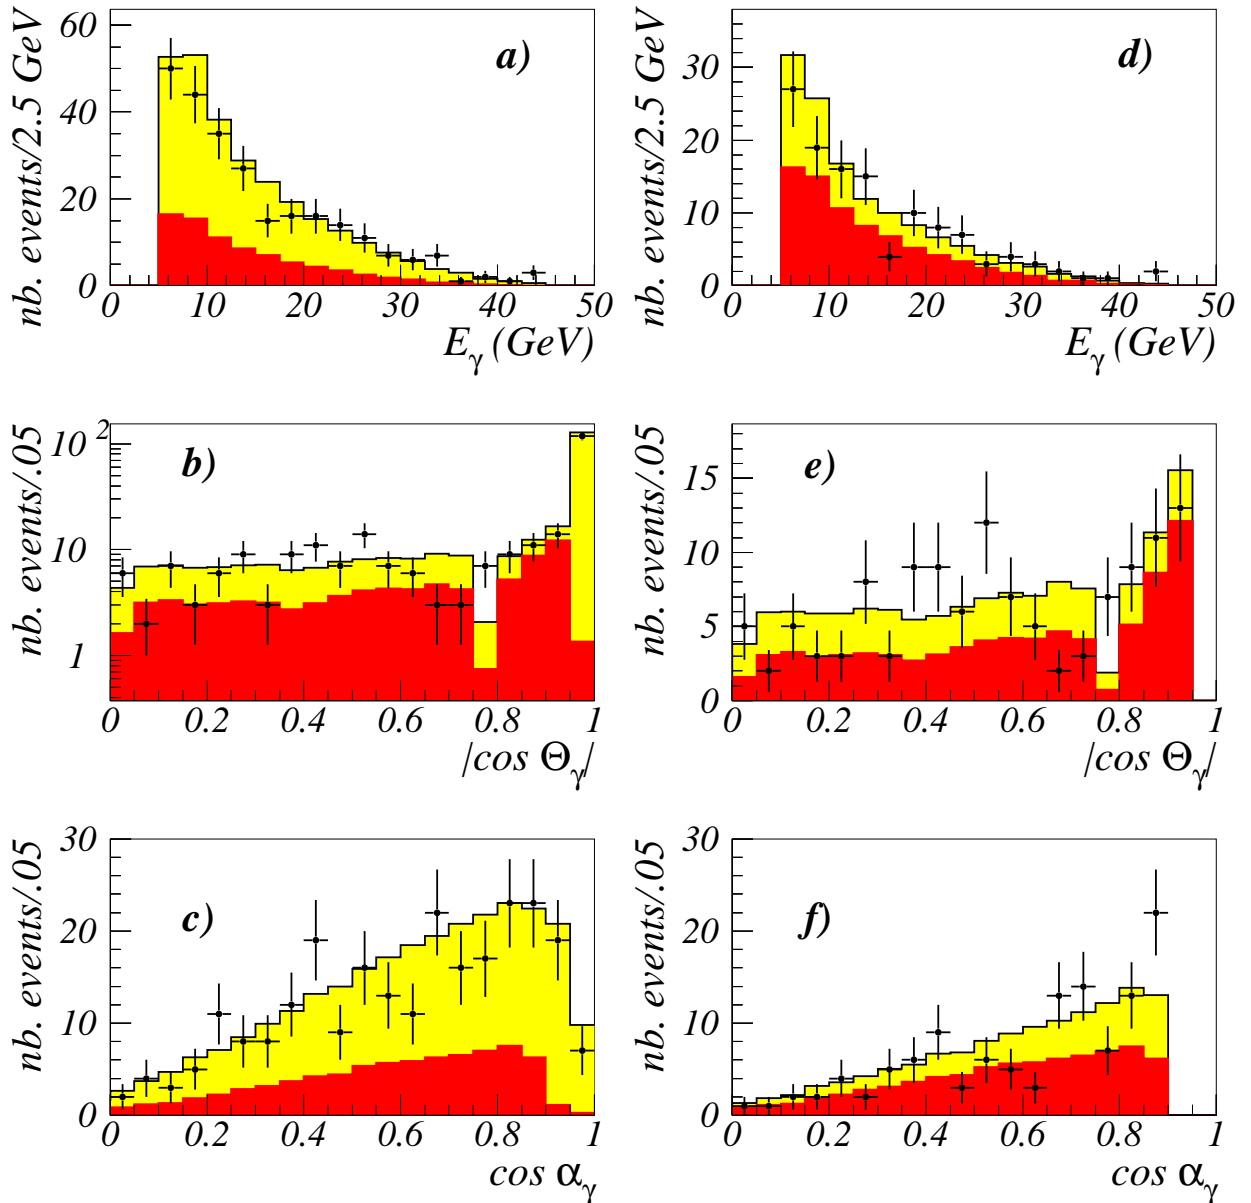 nb. events/2.5 GeV
60
40
20
0
a)
0 10 20 30 40 50
E_γ (GeV)
nb. events/2.5 GeV
30
20
10
0
d)
0 10 20 30 40 50
E_γ (GeV)
nb. events/.05
10²
10
1
b)
0 0.2 0.4 0.6 0.8 1
|cos Θ_γ|
nb. events/.05
15
10
5
0
e)
0 0.2 0.4 0.6 0.8 1
|cos Θ_γ|
nb. events/.05
30
20
10
0
c)
0 0.2 0.4 0.6 0.8 1
cos α_γ
nb. events/.05
30
20
10
0
f)
0 0.2 0.4 0.6 0.8 1
cos α_γ